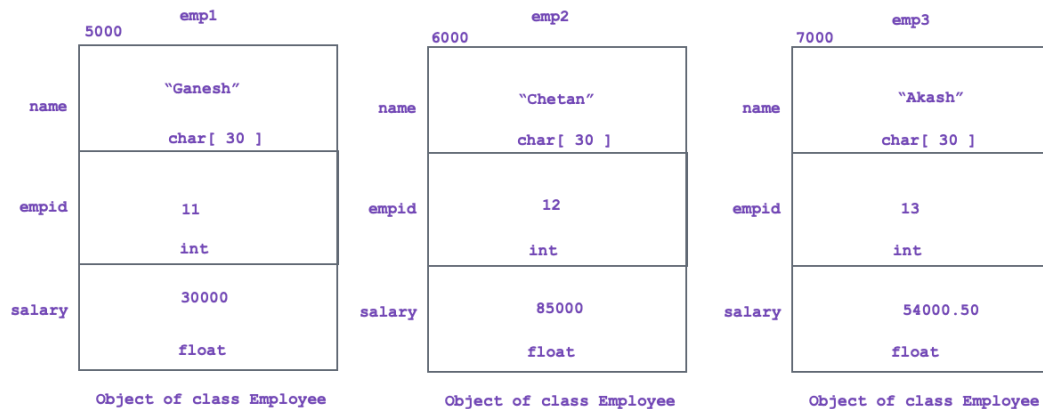 emp1
5000
name
“Ganesh”
char[ 30 ]
empid
11
int
salary
30000
float
Object of class Employee
emp2
6000
name
“Chetan”
char[ 30 ]
empid
12
int
salary
85000
float
Object of class Employee
emp3
7000
name
“Akash”
char[ 30 ]
empid
13
int
salary
54000.50
float
Object of class Employee